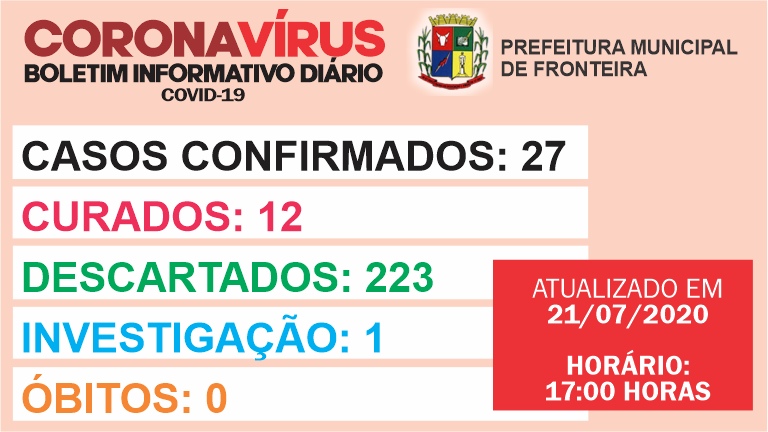 CORONAVÍRUS
BOLETIM INFORMATIVO DIÁRIO
COVID-19
PREFEITURA MUNICIPAL
DE FRONTEIRA
CASOS CONFIRMADOS: 27
CURADOS: 12
DESCARTADOS: 223
INVESTIGAÇÃO: 1
ÓBITOS: 0
ATUALIZADO EM
21/07/2020
HORÁRIO:
17:00 HORAS